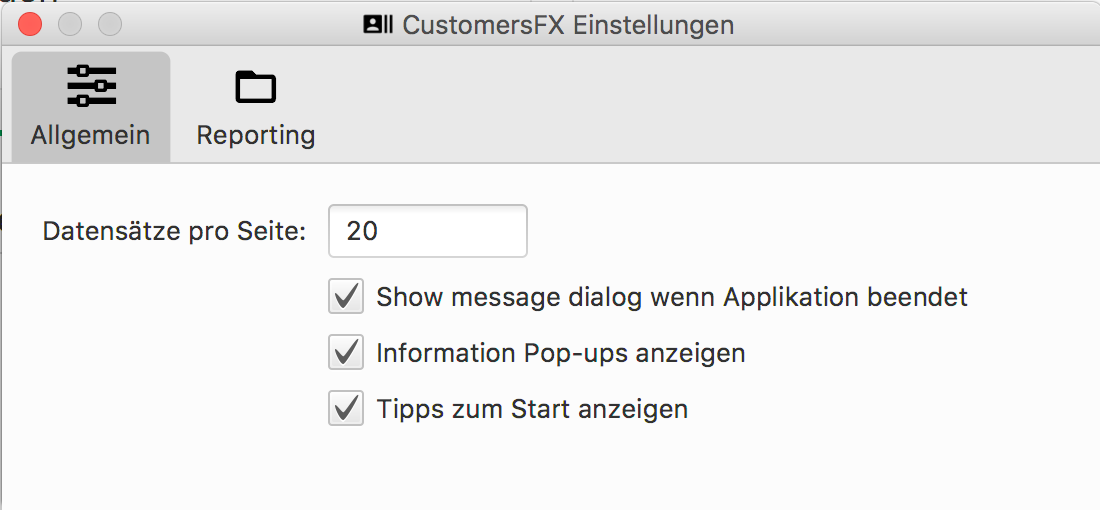 CustomersFX Einstellungen
Allgemein
Reporting
Datensätze pro Seite:
20
Show message dialog wenn Applikation beendet
Information Pop-ups anzeigen
Tipps zum Start anzeigen